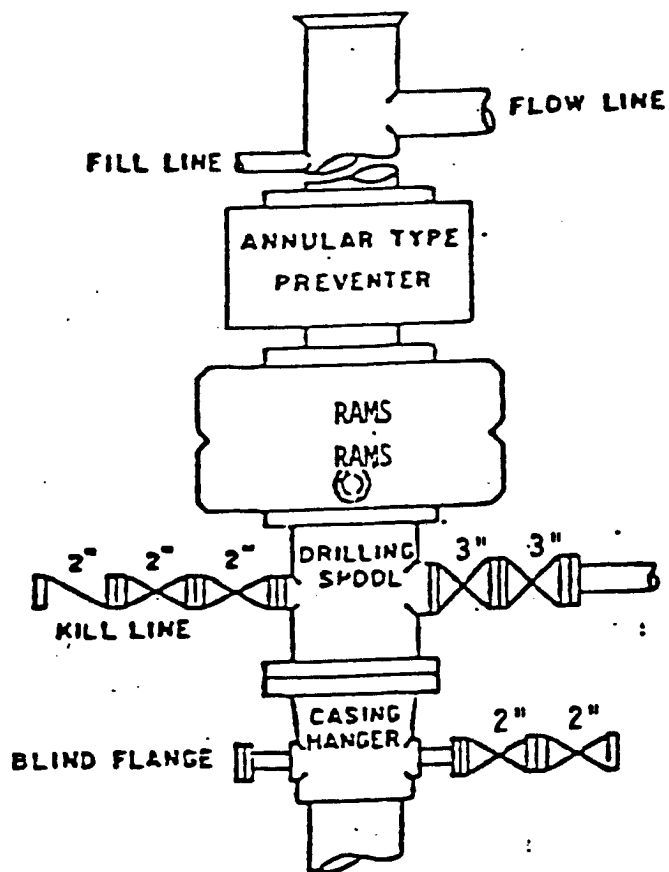 FLOW LINE
FILL LINE
ANNULAR TYPE
PREVENTER
RAMS
RAMS
2" 2" 2"
DRILLING
SPOOL
3" 3"
KILL LINE
CASING
HANGER
2" 2"
BLIND FLANGE